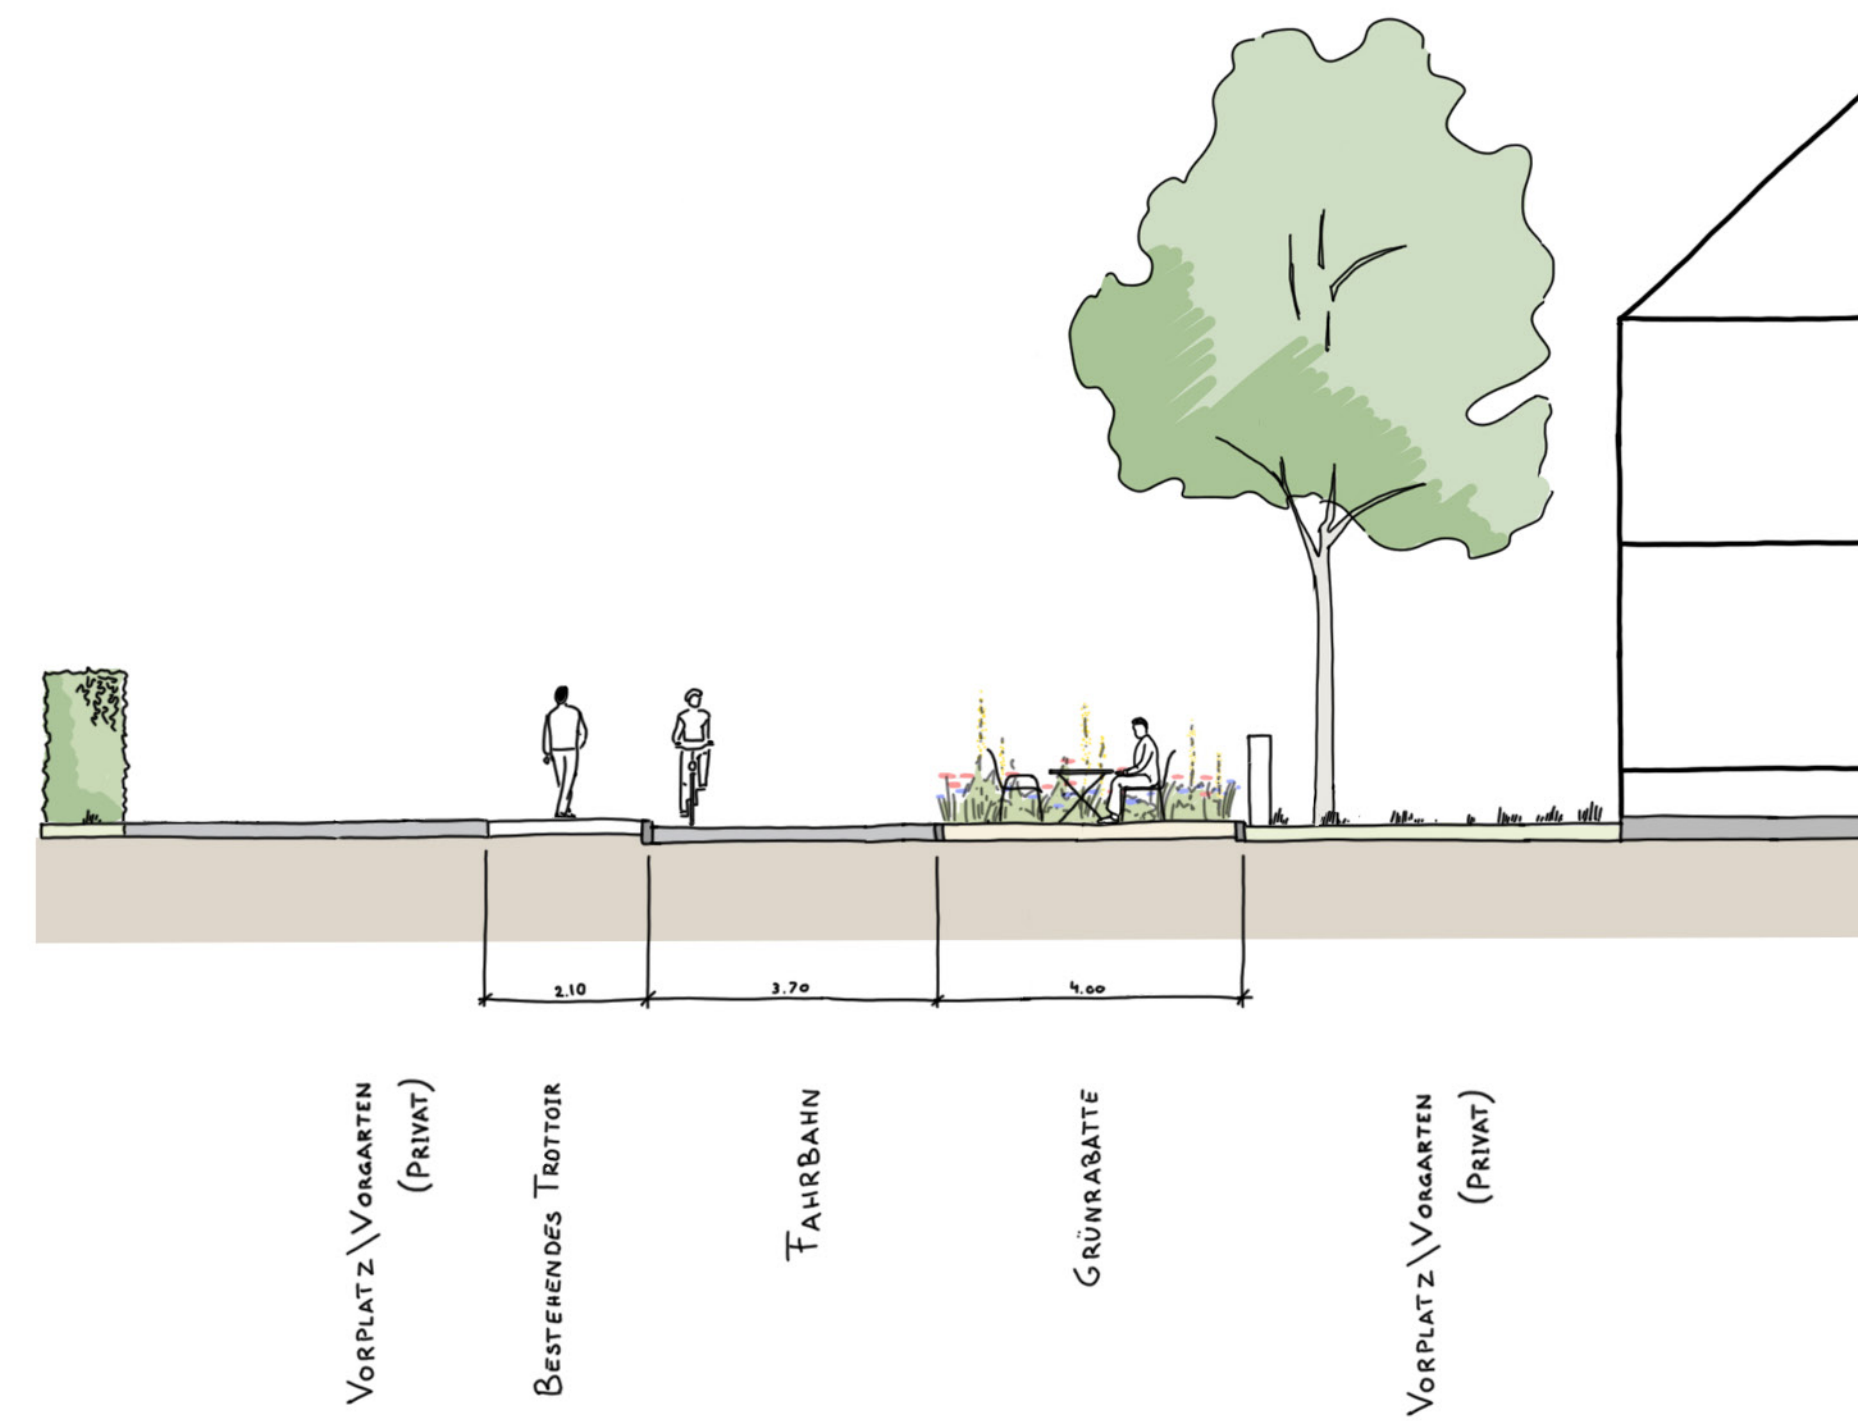 2.10
3.70
4.00
VORPLATZ\VORGARTEN
(PRIVAT)
BESTEHENDES TROTTOIR
FAHRBAHN
GRÜNRABATTE
VORPLATZ\VORGARTEN
(PRIVAT)